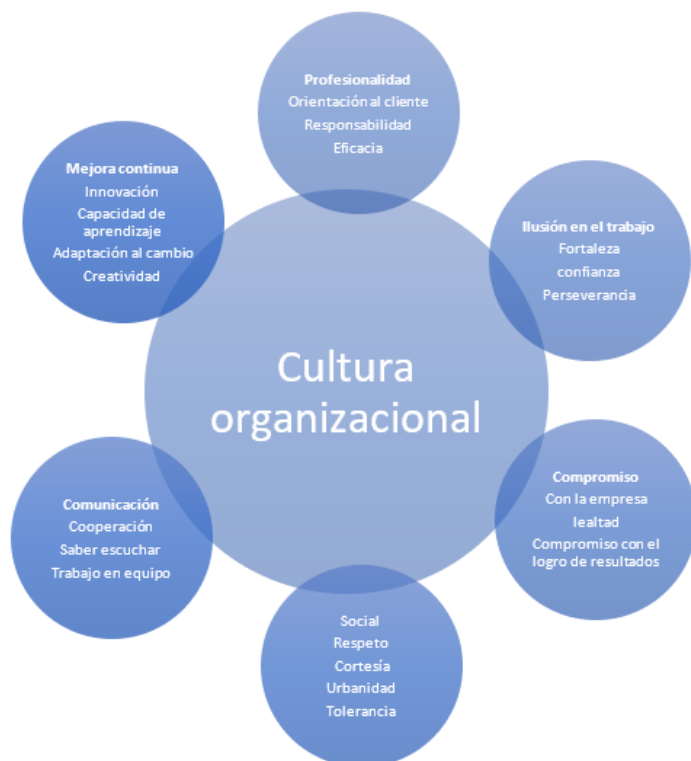 Profesionalidad
Orientación al cliente
Responsabilidad
Eficacia
Ilusión en el trabajo
Fortaleza
confianza
Perseverancia
Compromiso
Con la empresa
lealtad
Compromiso con el
logro de resultados
Social
Respeto
Cortesía
Urbanidad
Tolerancia
Comunicación
Cooperación
Saber escuchar
Trabajo en equipo
Mejora continua
Innovación
Capacidad de
aprendizaje
Adaptación al cambio
Creatividad
Cultura
organizacional